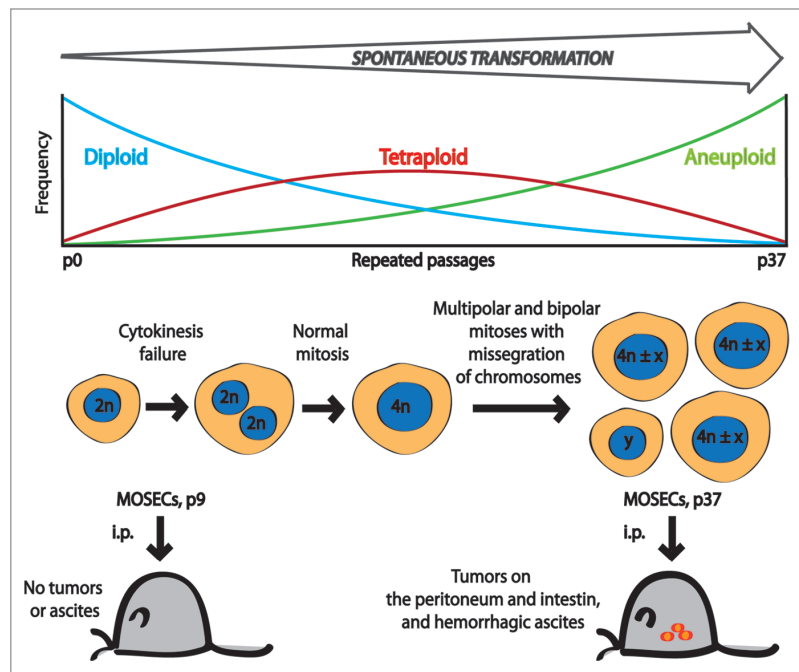 SPONTANEOUS TRANSFORMATION
Frequency
Diploid
Tetraploid
Aneuploid
p0
Repeated passages
p37
Cytokinesis
failure
Normal
mitosis
Multipolar and bipolar
mitoses with
missegration
of chromosomes
2n
2n
2n
4n
4n ± x
4n ± x
y
4n ± x
MOSECs, p9
i.p.
No tumors
or ascites
MOSECs, p37
i.p.
Tumors on
the peritoneum and intestin,
and hemorrhagic ascites